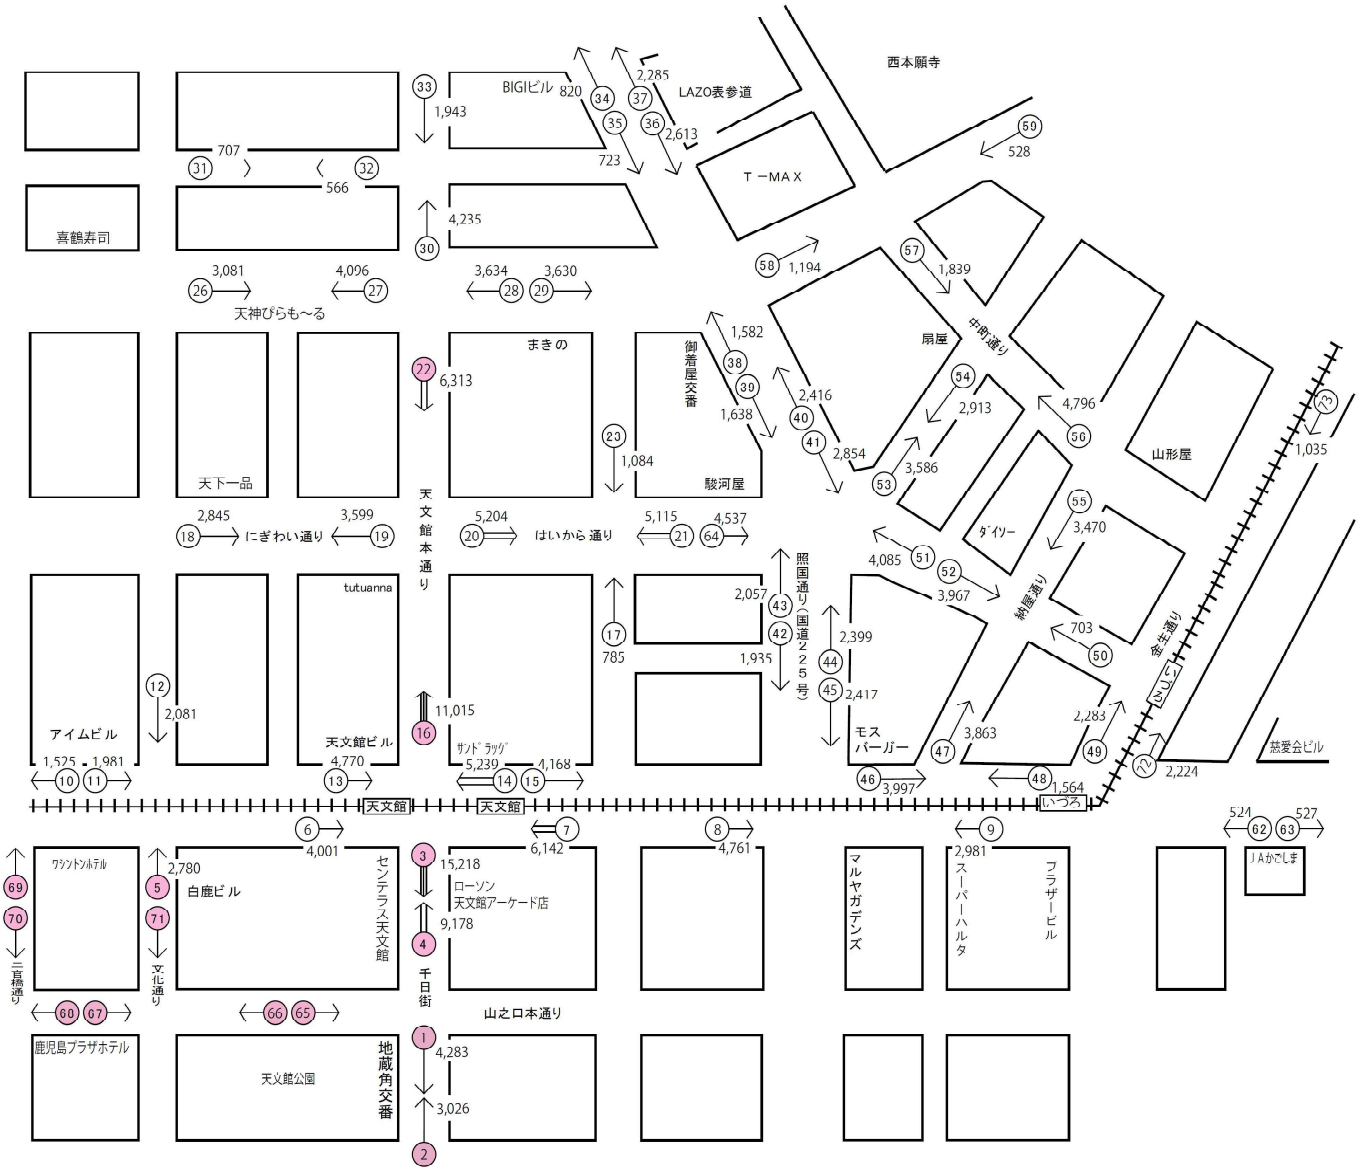 西本願寺
LAZO表参道
BIGIビル
820
2,285
34
37
35
36
2,613
723
33
1,943
59
528
T－MAX
707
31
32
566
喜鶴寿司
4,235
30
57
1,839
58
1,194
3,081
4,096
3,634
3,630
26
27
28
29
天神ぴらも～る
中町通り
扇屋
まきの
御着屋交番
1,582
38
39
1,638
22
6,313
2,416
40
41
2,854
54
2,913
4,796
56
53
3,586
23
1,084
73
1,035
山形屋
天下一品
駿河屋
天文館本通り
55
3,470
ダイソー
2,845
3,599
5,204
5,115
4,537
18
にぎわい通り
19
20
はいから通り
21
64
51
4,085
52
3,967
納屋通り
tutuanna
照国通り(国道225号)
2,057
43
42
1,935
17
785
2,399
44
45
2,417
703
50
金生通り
いづろ
12
2,081
11,015
16
アイムビル
天文館ビル
サンドラッグ
モス
バーガー
47
3,863
2,283
49
72
2,224
慈愛会ビル
1,525
1,981
4,770
5,239
4,168
10
11
13
14
15
46
3,997
48
1,564
天文館
天文館
いづろ
6
4,001
7
6,142
8
4,761
9
2,981
524
527
62
63
ワシントンホテル
2,780
5
白鹿ビル
センテラス天文館
3
15,218
ローソン
天文館アーケード店
9,178
4
マルヤガデンズ
スーパーハルタ
ブラザービル
JAかごしま
69
70
71
二官橋通り
文化通り
千日街
68
67
66
65
山之口本通り
1
4,283
鹿児島プラザホテル
天文館公園
地蔵角交番
3,026
2